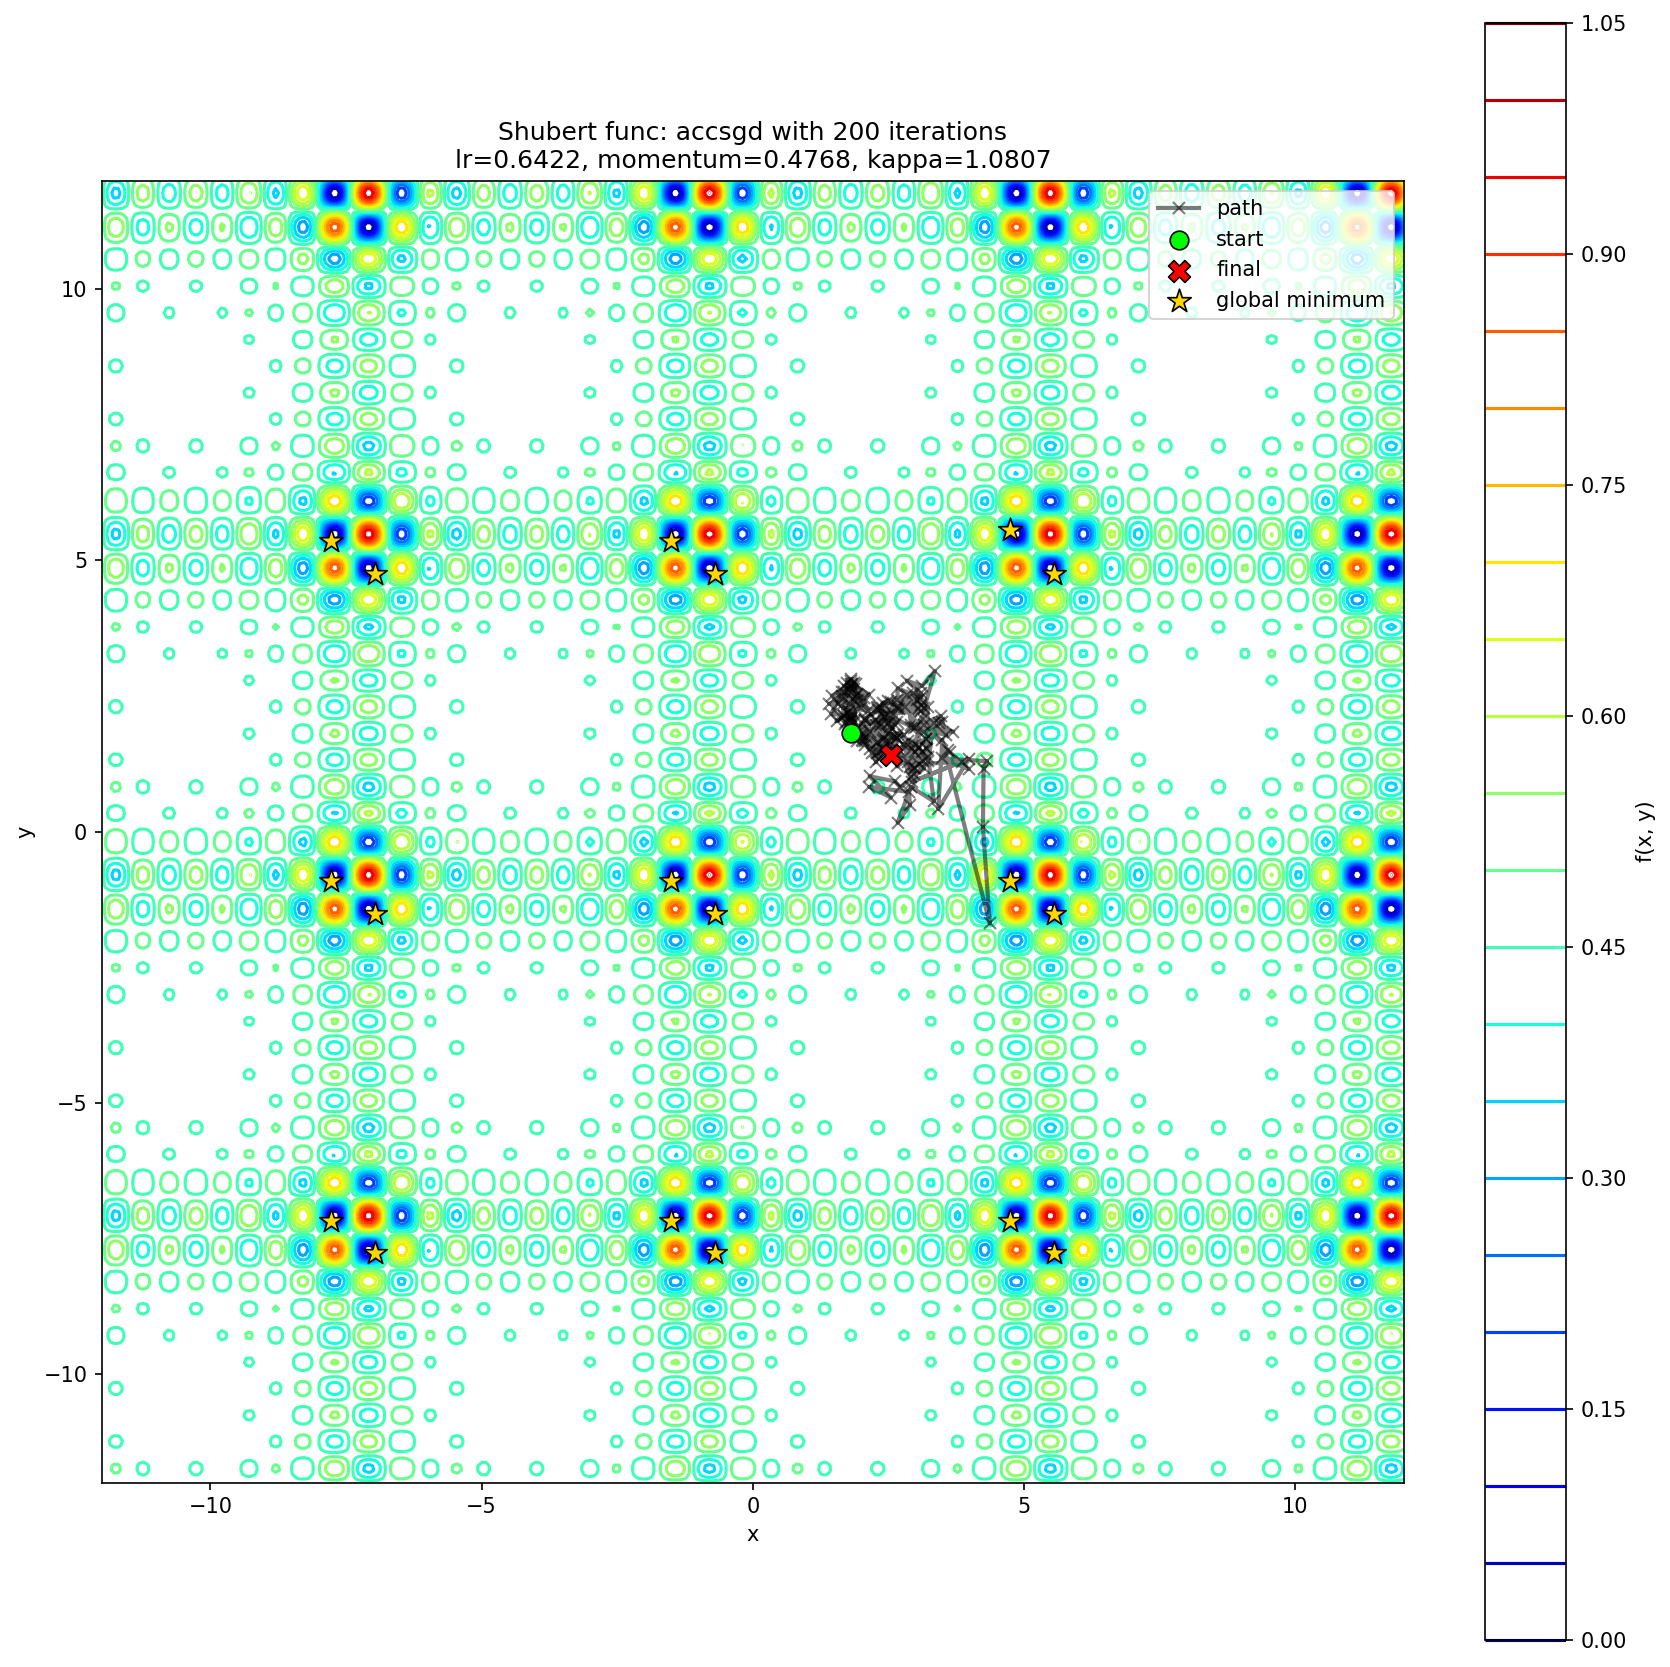 Shubert func: accsgd with 200 iterations
lr=0.6422, momentum=0.4768, kappa=1.0807
path
start
final
global minimum
10
5
0
−5
−10
y
−10
−5
0
5
10
x
1.05
0.90
0.75
0.60
0.45
0.30
0.15
0.00
f(x, y)